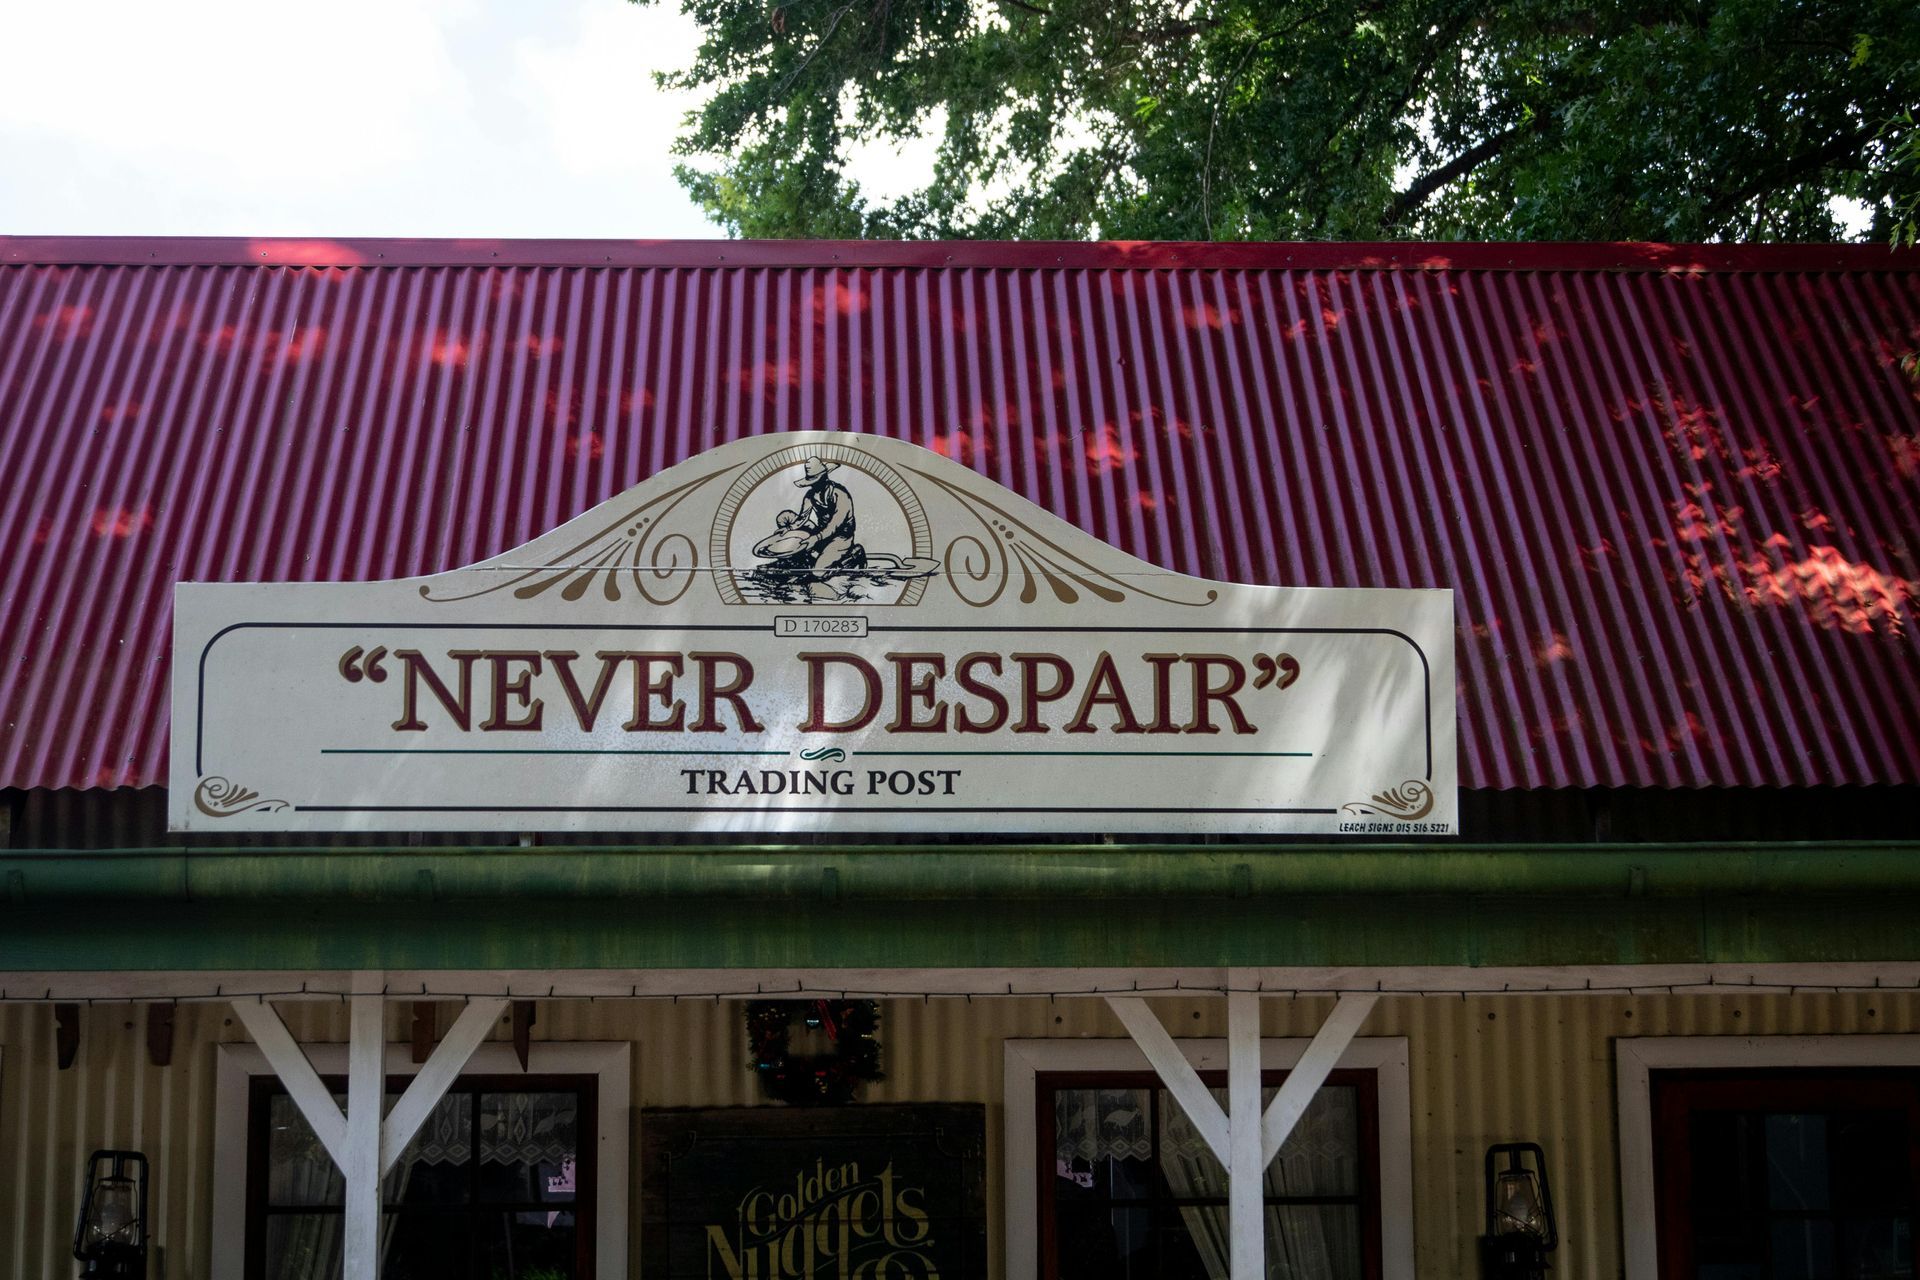 D 170283
“NEVER DESPAIR”
TRADING POST
LEACH SIGNS 015 516 5221
Golden
Nuggets